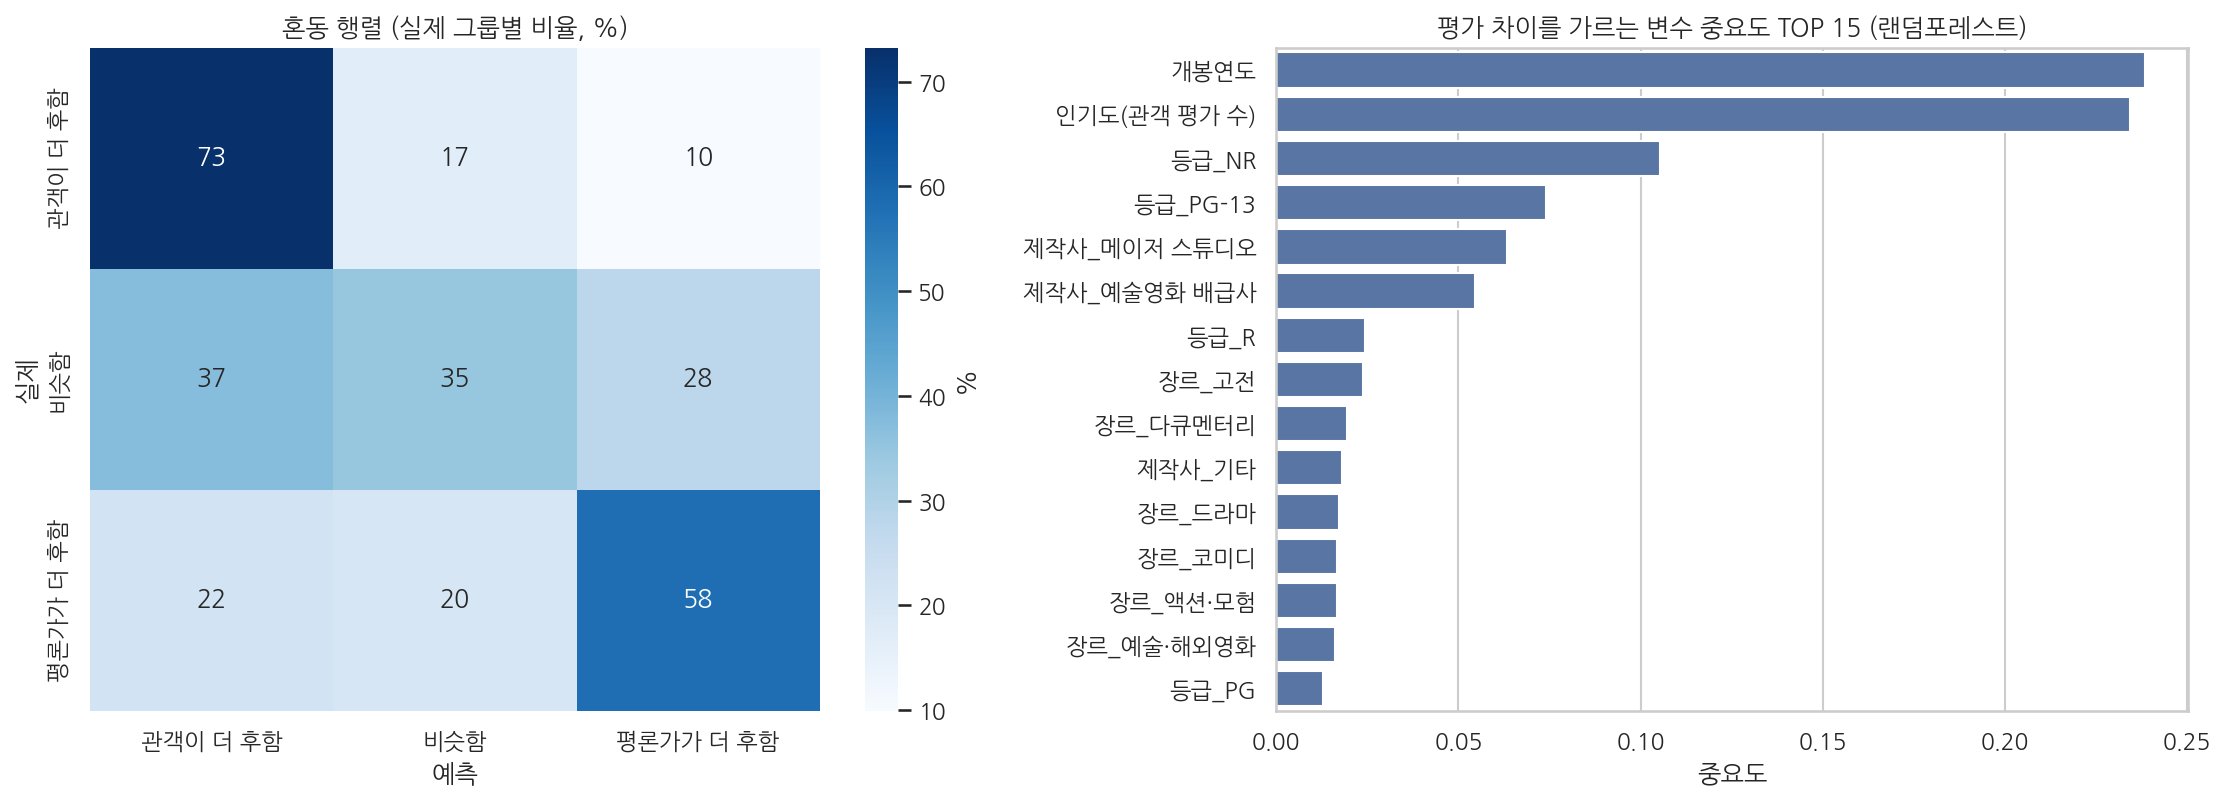 혼동 행렬 (실제 그룹별 비율, %)
관객이 더 후함
비슷함
평론가가 더 후함
실제
73
17
10
37
35
28
22
20
58
관객이 더 후함
비슷함
평론가가 더 후함
예측
70
60
50
40
30
20
10
%
평가 차이를 가르는 변수 중요도 TOP 15 (랜덤포레스트)
개봉연도
인기도(관객 평가 수)
등급_NR
등급_PG-13
제작사_메이저 스튜디오
제작사_예술영화 배급사
등급_R
장르_고전
장르_다큐멘터리
제작사_기타
장르_드라마
장르_코미디
장르_액션·모험
장르_예술·해외영화
등급_PG
0.00
0.05
0.10
0.15
0.20
0.25
중요도